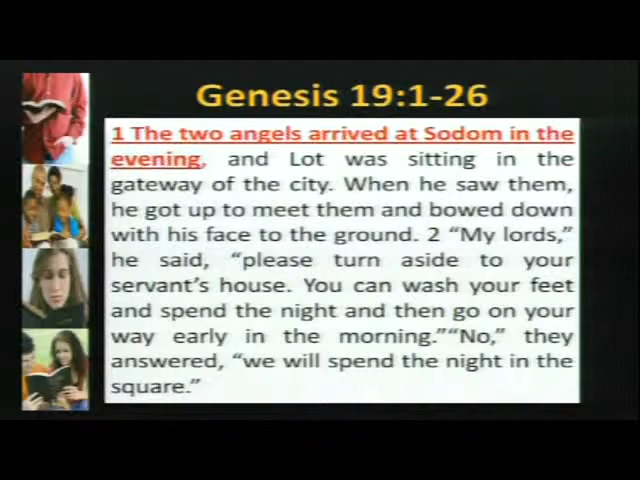 Genesis 19:1-26
1 The two angels arrived at Sodom in the
evening, and Lot was sitting in the
gateway of the city. When he saw them,
he got up to meet them and bowed down
with his face to the ground. 2 “My lords,”
he said, “please turn aside to your
servant’s house. You can wash your feet
and spend the night and then go on your
way early in the morning.”“No,” they
answered, “we will spend the night in the
square.”